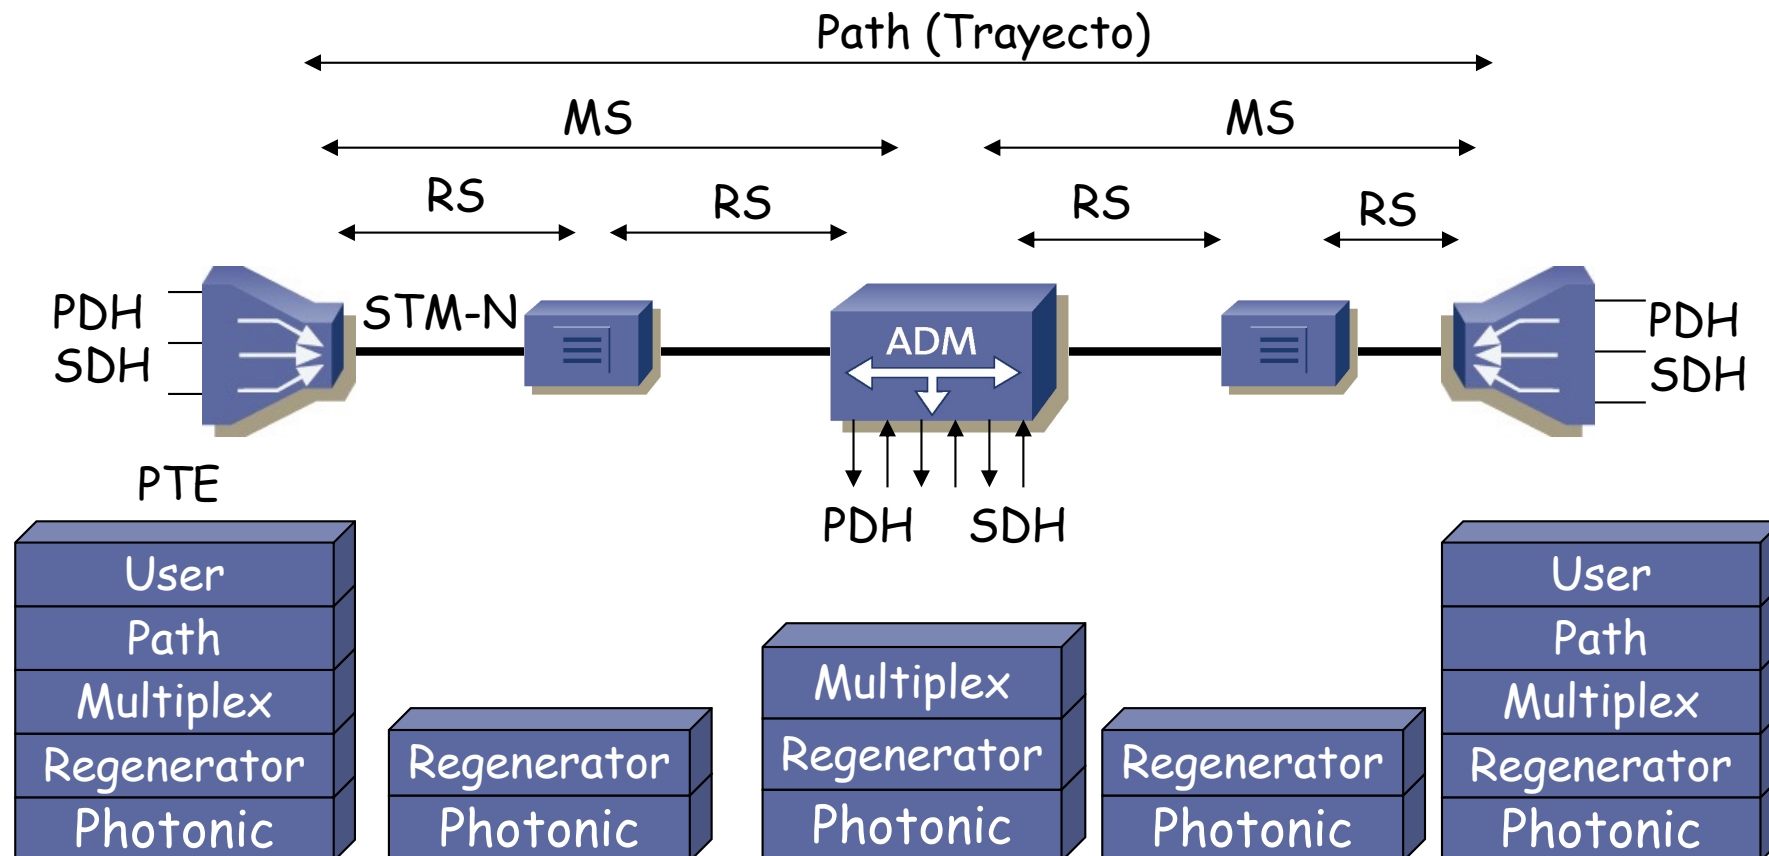 Path (Trayecto)
MS MS
RS RS RS RS
PDH STM-N ADM PDH
SDH SDH
PTE
PDH SDH
User User
Path Path
Multiplex Multiplex Multiplex
Regenerator Regenerator Regenerator Regenerator Regenerator
Photonic Photonic Photonic Photonic Photonic